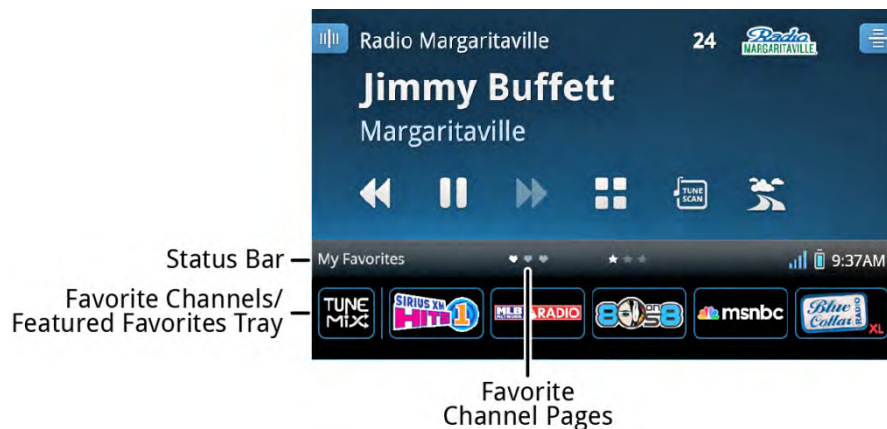 Radio Margaritaville
24
Radio
MARGARITAVILLE
Jimmy Buffett
Margaritaville
TUNE
SCAN
Status Bar
My Favorites
9:37AM
Favorite Channels/
Featured Favorites Tray
TUNE
MiX
SIRIUS XM
HITS 1
MLB
NETWORK
RADIO
80s on 8
msnbc
Blue
Collar
RADIO
XL
Favorite
Channel Pages